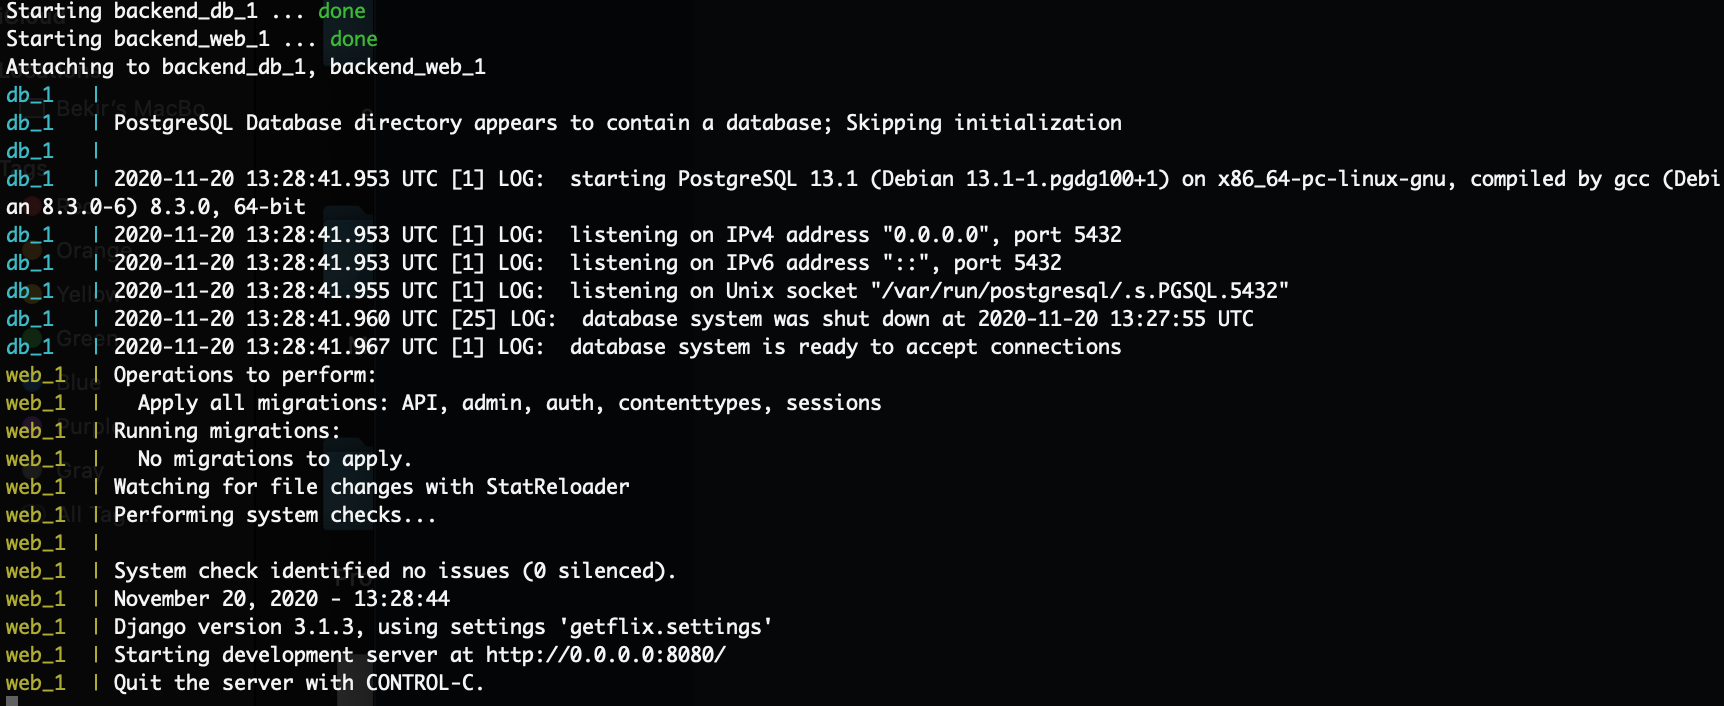 Starting backend_db_1 ... done
Starting backend_web_1 ... done
Attaching to backend_db_1, backend_web_1
db_1   |
db_1   | PostgreSQL Database directory appears to contain a database; Skipping initialization
db_1   |
db_1   | 2020-11-20 13:28:41.953 UTC [1] LOG:  starting PostgreSQL 13.1 (Debian 13.1-1.pgdg100+1) on x86_64-pc-linux-gnu, compiled by gcc (Debi
an 8.3.0-6) 8.3.0, 64-bit
db_1   | 2020-11-20 13:28:41.953 UTC [1] LOG:  listening on IPv4 address "0.0.0.0", port 5432
db_1   | 2020-11-20 13:28:41.953 UTC [1] LOG:  listening on IPv6 address "::", port 5432
db_1   | 2020-11-20 13:28:41.955 UTC [1] LOG:  listening on Unix socket "/var/run/postgresql/.s.PGSQL.5432"
db_1   | 2020-11-20 13:28:41.960 UTC [25] LOG:  database system was shut down at 2020-11-20 13:27:55 UTC
db_1   | 2020-11-20 13:28:41.967 UTC [1] LOG:  database system is ready to accept connections
web_1  | Operations to perform:
web_1  |   Apply all migrations: API, admin, auth, contenttypes, sessions
web_1  | Running migrations:
web_1  |   No migrations to apply.
web_1  | Watching for file changes with StatReloader
web_1  | Performing system checks...
web_1  |
web_1  | System check identified no issues (0 silenced).
web_1  | November 20, 2020 - 13:28:44
web_1  | Django version 3.1.3, using settings 'getflix.settings'
web_1  | Starting development server at http://0.0.0.0:8080/
web_1  | Quit the server with CONTROL-C.
Bekir's MacBo
Tags
Orange
Yellow
Green
Blue
Purple
Gray